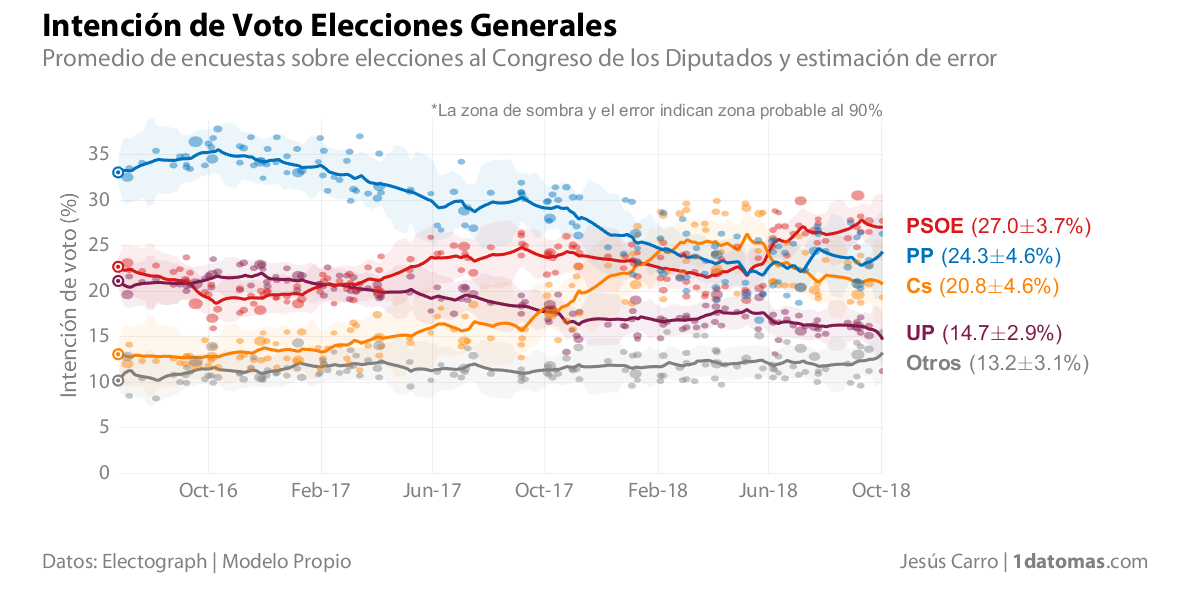 Intención de Voto Elecciones Generales
Promedio de encuestas sobre elecciones al Congreso de los Diputados y estimación de error
*La zona de sombra y el error indican zona probable al 90%
Intención de voto (%)
35
30
25
20
15
10
5
0
Oct-16 Feb-17 Jun-17 Oct-17 Feb-18 Jun-18 Oct-18
PSOE (27.0±3.7%)
PP (24.3±4.6%)
Cs (20.8±4.6%)
UP (14.7±2.9%)
Otros (13.2±3.1%)
Datos: Electograph | Modelo Propio
Jesús Carro | 1datomas.com